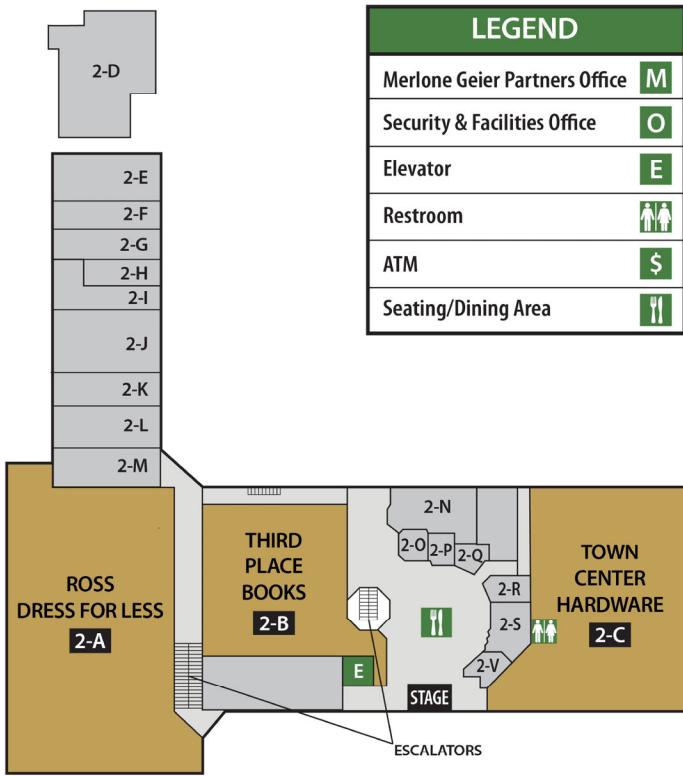 2-D
LEGEND
Merlone Geier Partners Office M
Security & Facilities Office O
Elevator E
Restroom
ATM $
Seating/Dining Area
2-E
2-F
2-G
2-H
2-I
2-J
2-K
2-L
2-M
ROSS
DRESS FOR LESS
2-A
THIRD
PLACE
BOOKS
2-B
E
2-N
2-O
2-P
2-Q
2-R
2-S
2-V
STAGE
TOWN
CENTER
HARDWARE
2-C
ESCALATORS